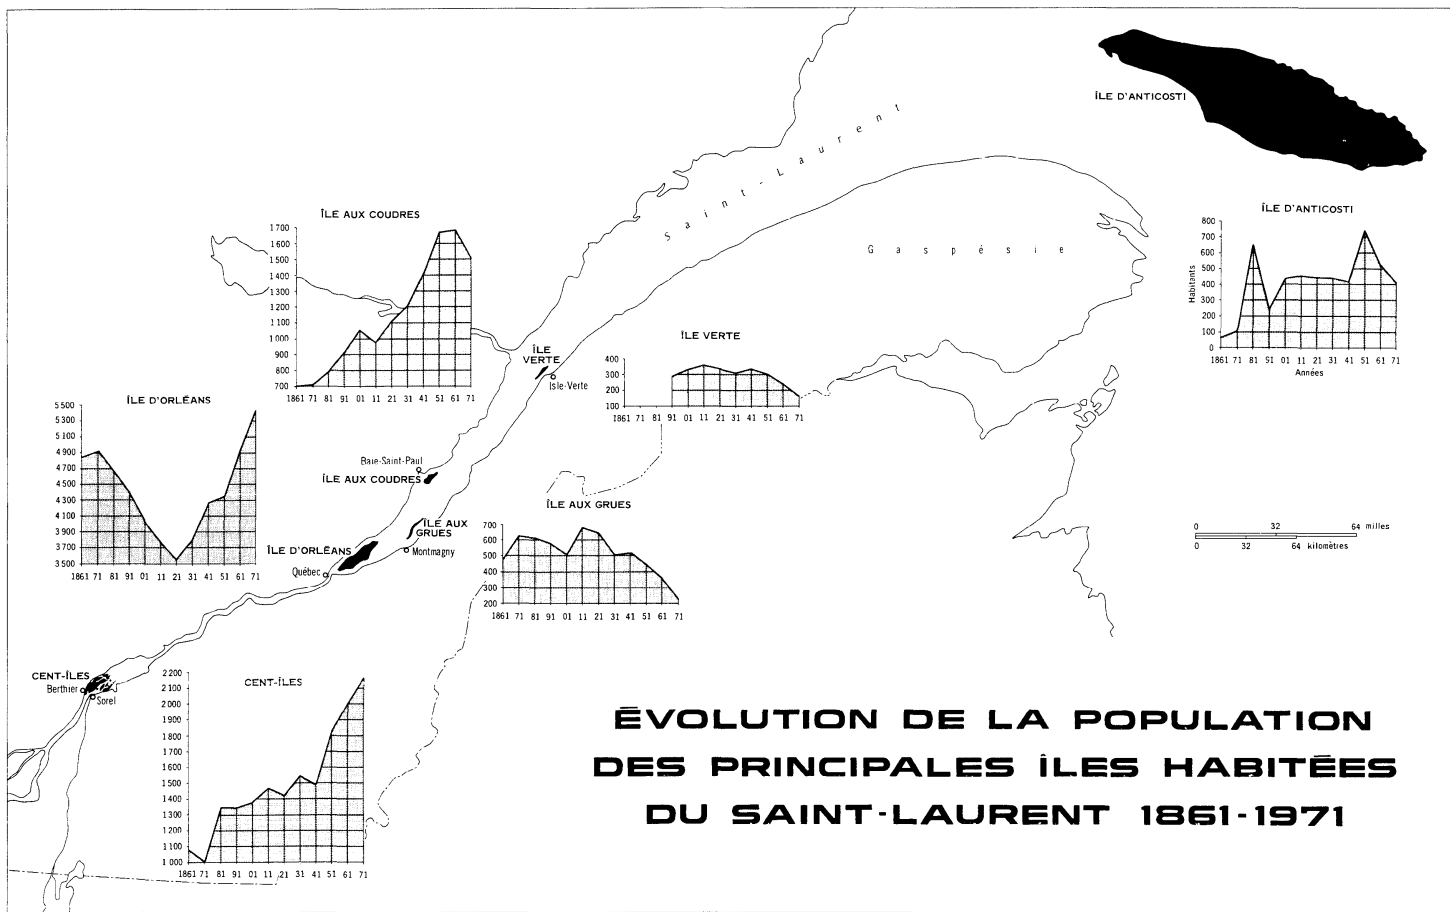 ÎLE D'ANTICOSTI
Saint-Laurent
Gaspésie
ÎLE AUX COUDRES
1 700
1 600
1 500
1 400
1 300
1 200
1 100
1 000
900
800
700
1861 71 81 91 01 11 21 31 41 51 61 71
ÎLE D'ANTICOSTI
Habitants
800
700
600
500
400
300
200
100
0
1861 71 81 91 01 11 21 31 41 51 61 71
Années
ÎLE VERTE
400
300
200
100
1861 71 81 91 01 11 21 31 41 51 61 71
ÎLE
VERTE
Isle-Verte
ÎLE D'ORLÉANS
5 500
5 300
5 100
4 900
4 700
4 500
4 300
4 100
3 900
3 700
3 500
1861 71 81 91 01 11 21 31 41 51 61 71
Baie-Saint-Paul
ÎLE AUX COUDRES
ÎLE AUX
GRUES
Montmagny
ÎLE D'ORLÉANS
Québec
ÎLE AUX GRUES
700
600
500
400
300
200
1861 71 81 91 01 11 21 31 41 51 61 71
0 32 64 milles
0 32 64 kilomètres
CENT-ÎLES
Berthier
Sorel
CENT-ÎLES
2 200
2 100
2 000
1 900
1 800
1 700
1 600
1 500
1 400
1 300
1 200
1 100
1 000
1861 71 81 91 01 11 21 31 41 51 61 71
ÉVOLUTION DE LA POPULATION
DES PRINCIPALES ÎLES HABITÉES
DU SAINT-LAURENT 1861-1971